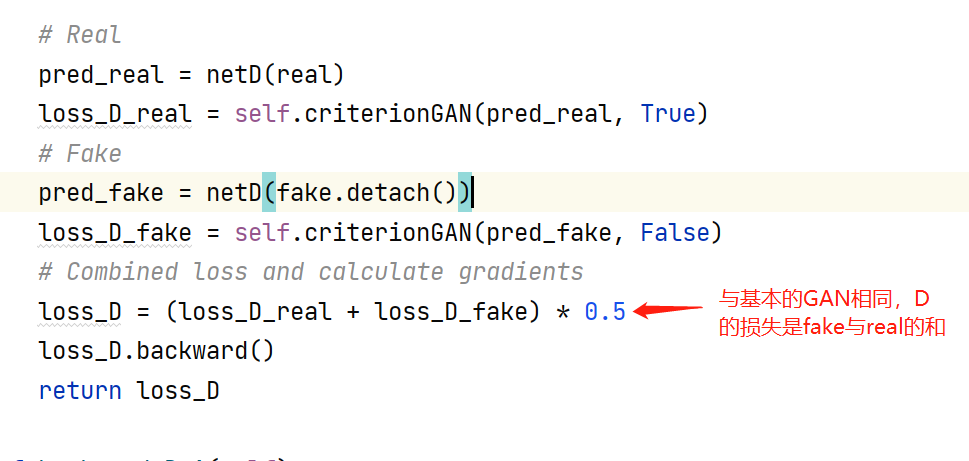 # Real
pred_real = netD(real)
loss_D_real = self.criterionGAN(pred_real, True)
# Fake
pred_fake = netD(fake.detach())
loss_D_fake = self.criterionGAN(pred_fake, False)
# Combined loss and calculate gradients
loss_D = (loss_D_real + loss_D_fake) * 0.5
与基本的GAN相同，D
的损失是fake与real的和
loss_D.backward()
return loss_D